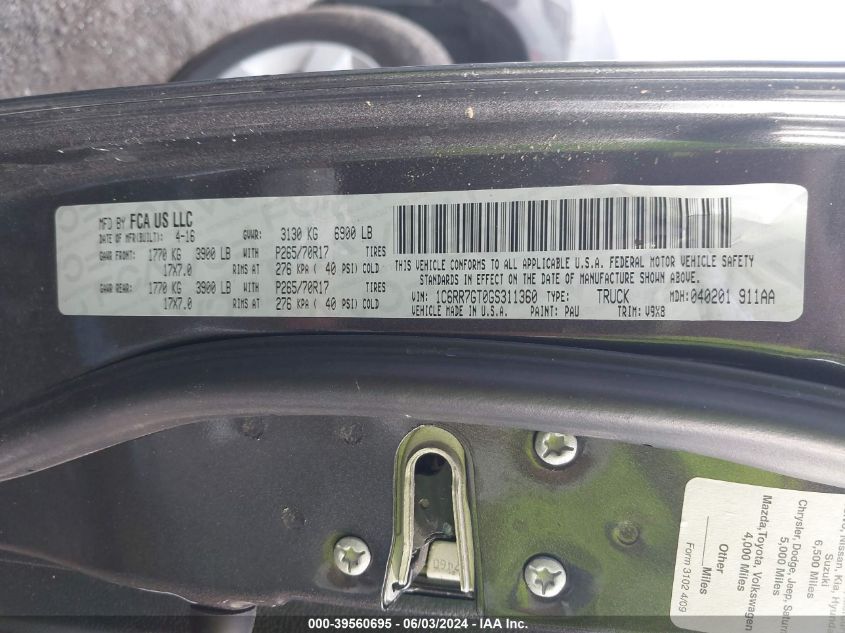 MFD BY FCA US LLC
DATE OF MFR(BUILT): 4-16 GVWR: 3130 KG 6900 LB
GAWR FRONT: 1770 KG 3900 LB WITH P265/70R17 TIRES
17X7.0 RIMS AT 276 KPA ( 40 PSI) COLD
GAWR REAR: 1770 KG 3900 LB WITH P265/70R17 TIRES
17X7.0 RIMS AT 276 KPA ( 40 PSI) COLD
THIS VEHICLE CONFORMS TO ALL APPLICABLE U.S.A. FEDERAL MOTOR VEHICLE SAFETY
STANDARDS IN EFFECT ON THE DATE OF MANUFACTURE SHOWN ABOVE.
VIN: 1C6RR7GT0GS311360 TYPE: TRUCK MDH: 040201 911AA
VEHICLE MADE IN U.S.A. PAINT: PAU TRIM: V9X8
Nissan, Kia, Hyundai
Suzuki
6,500 Miles
Chrysler, Dodge, Jeep, Saturn
5,000 Miles
Mazda, Toyota, Volkswagen
4,000 Miles
Other
Miles
Form 3102 4/09
000-39560695 - 06/03/2024 - IAA Inc.